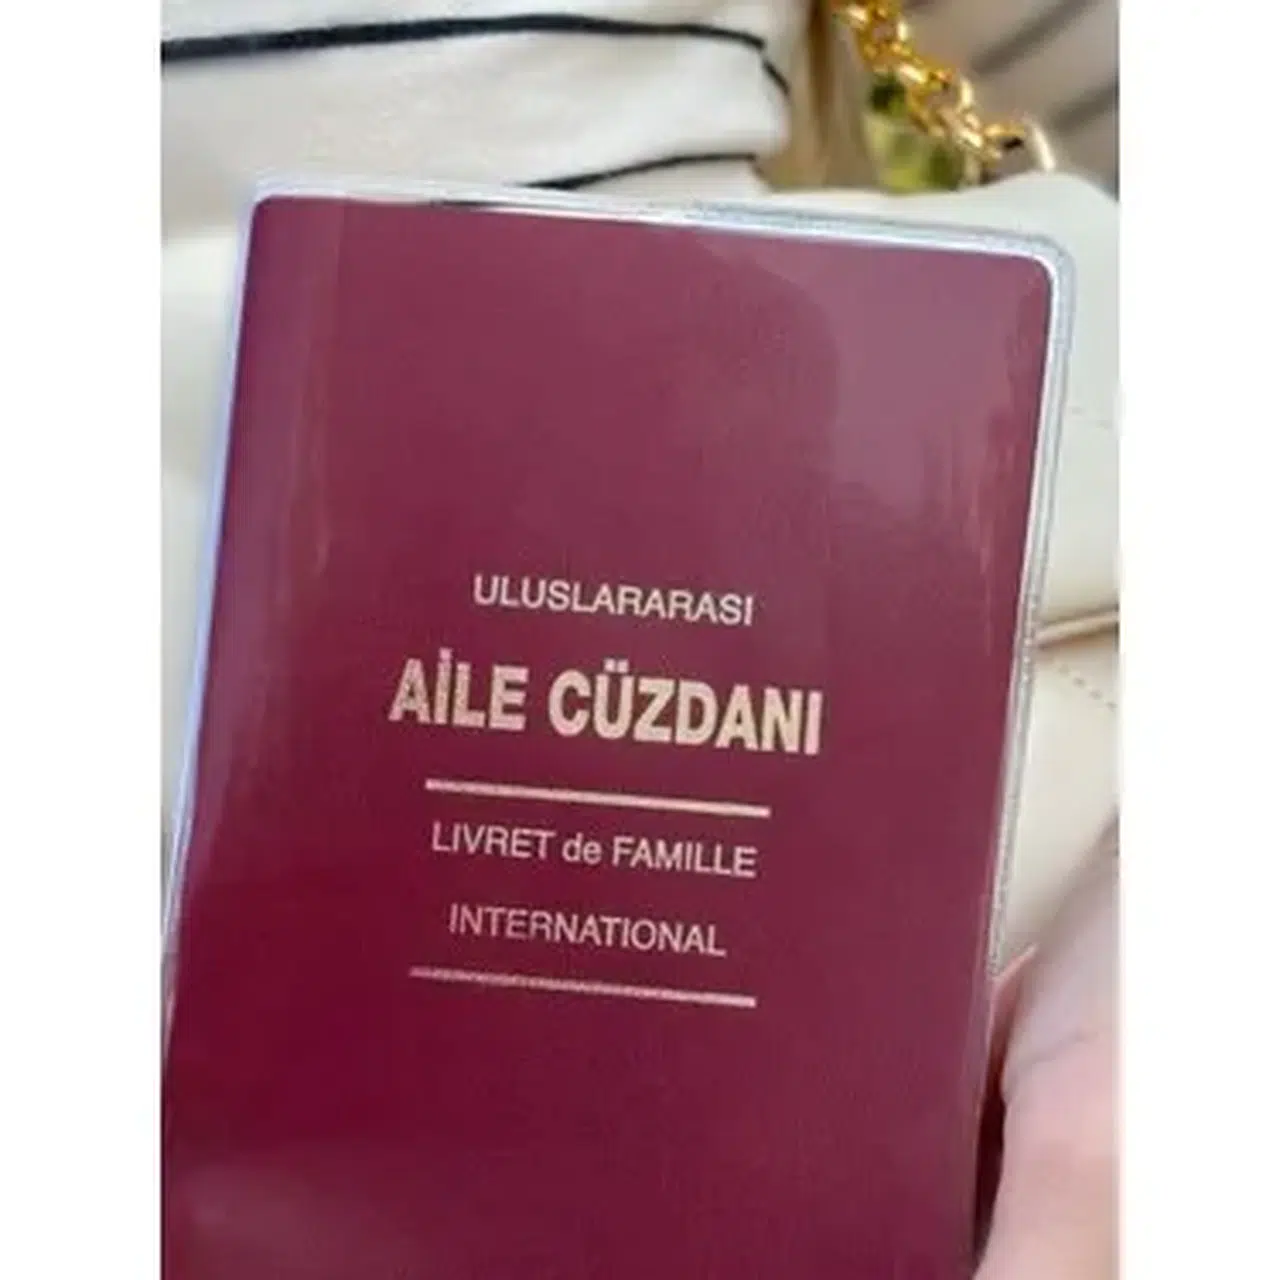 ULUSLARARASI
AİLE CÜZDANI
LIVRET de FAMILLE
INTERNATIONAL